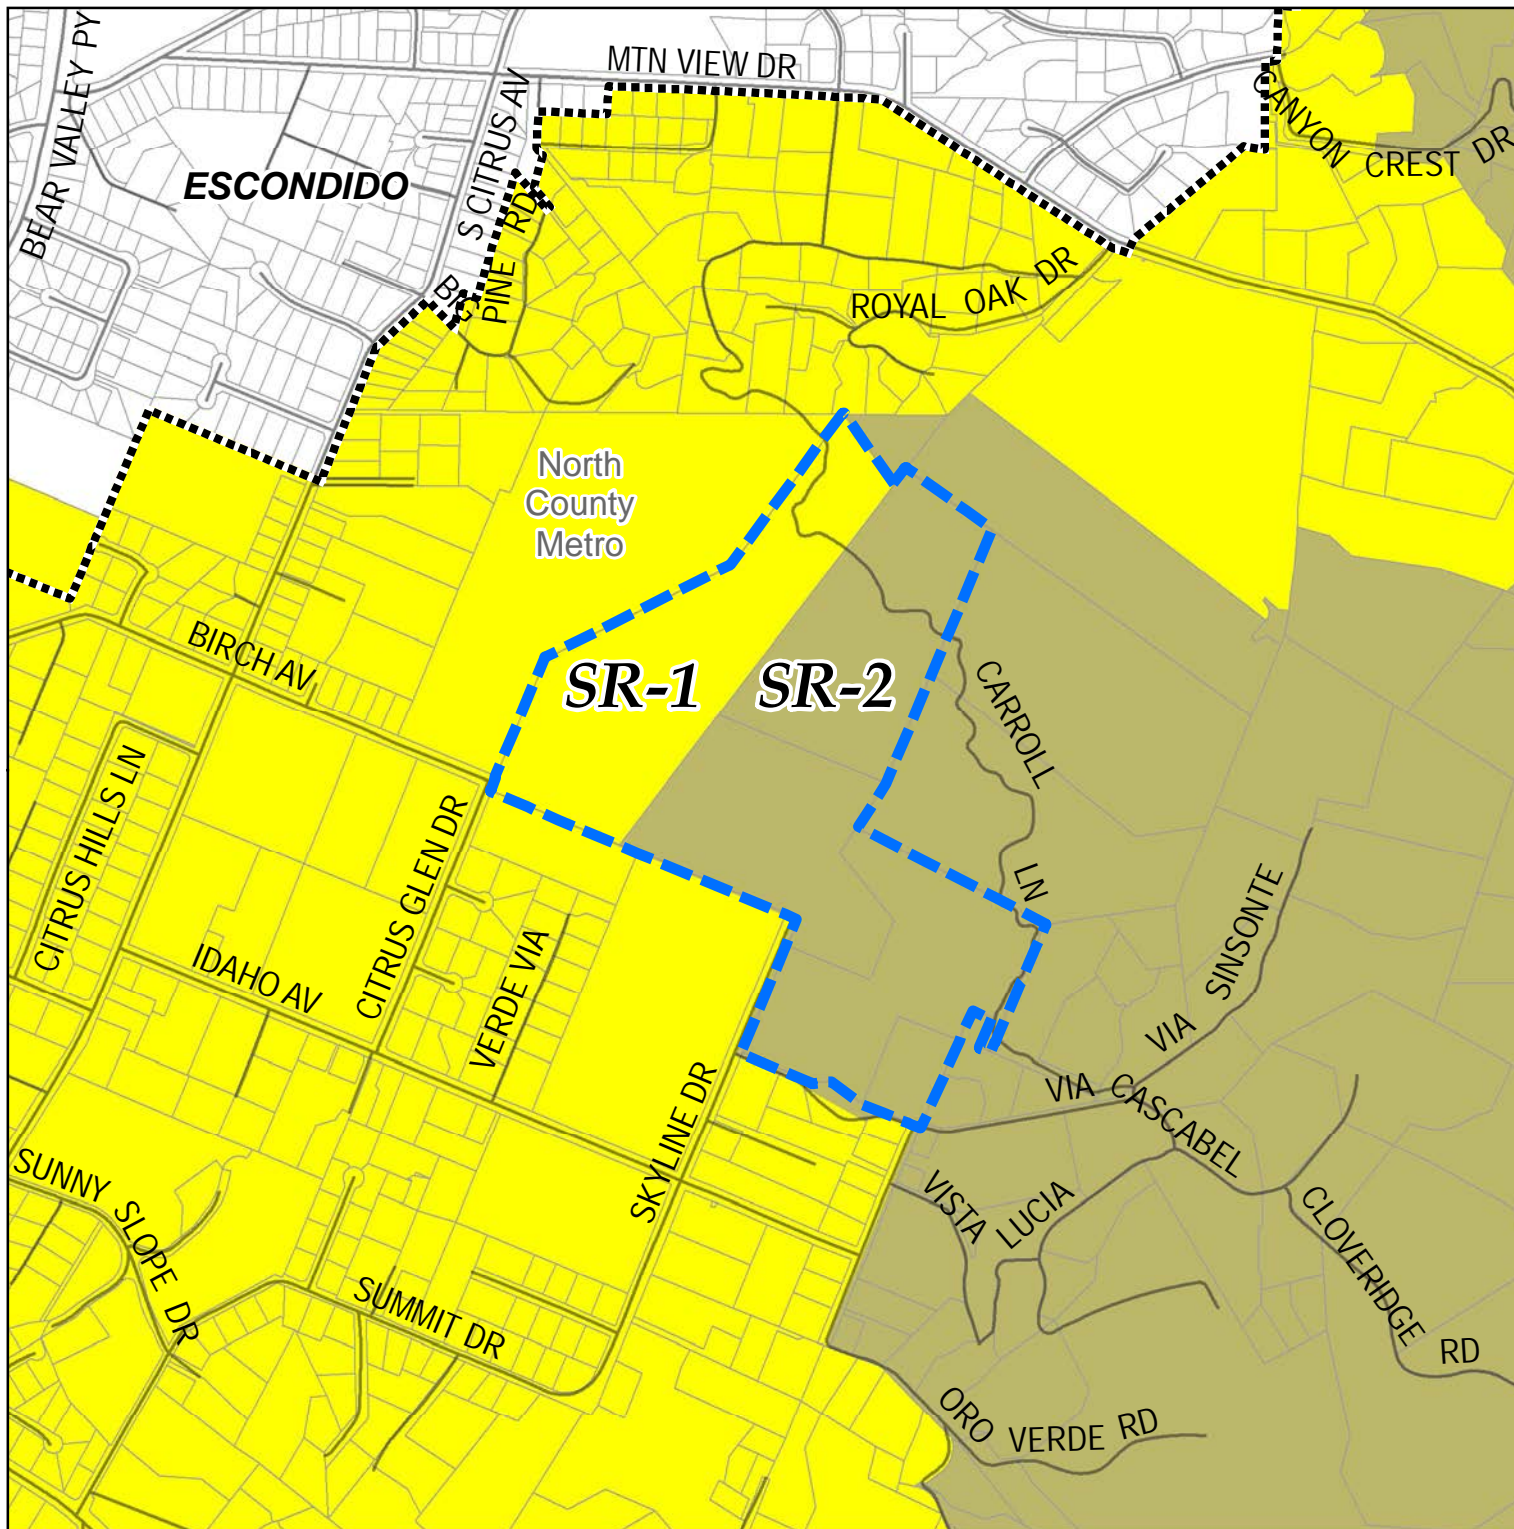 MTN VIEW DR
BEAR VALLEY PY
S CITRUS AV
CANYON CREST DR
ESCONDIDO
BIG PINE RD
ROYAL OAK DR
North
County
Metro
BIRCH AV
SR-1
SR-2
CARROLL LN
CITRUS HILLS LN
CITRUS GLEN DR
IDAHO AV
VERDE VIA
VIA SINSONTE
SKYLINE DR
VIA CASCABEL
SUNNY SLOPE DR
VISTA LUCIA
CLOVERIDGE RD
SUMMIT DR
ORO VERDE RD